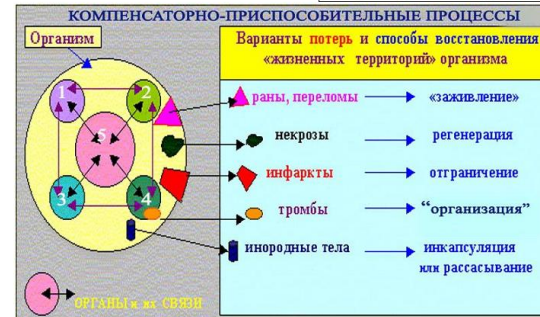 КОМПЕНСАТОРНО-ПРИСПОСОБИТЕЛЬНЫЕ ПРОЦЕССЫ
Организм
Варианты потерь и способы восстановления
«жизненных территорий» организма
1
2
5
3
4
раны, переломы «заживление»
некрозы регенерация
инфаркты отграничение
тромбы “организация”
инородные тела инкапсуляция
или рассасывание
ОРГАНЫ и их СВЯЗИ